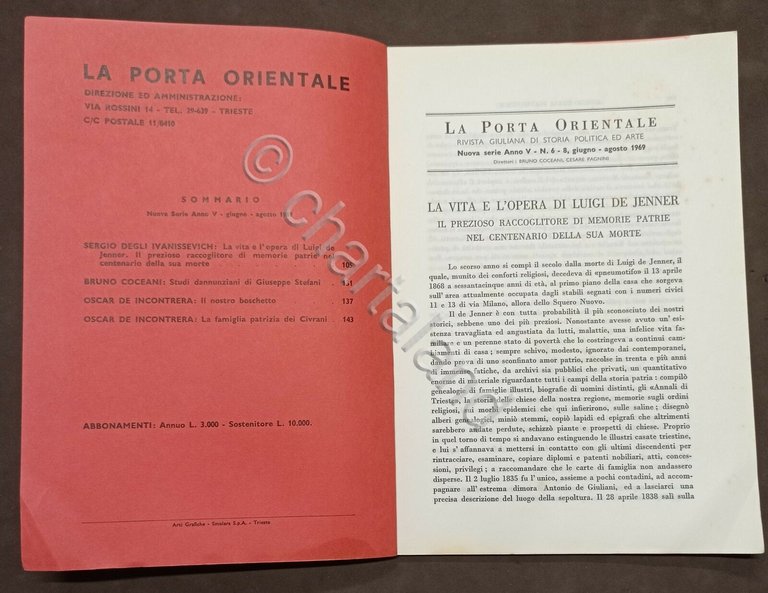 LA PORTA ORIENTALE
DIREZIONE ED AMMINISTRAZIONE:
VIA ROSSINI 14 - TEL. 29-639 - TRIESTE
C/C POSTALE 11/6410
SOMMARIO
Nuova Serie Anno V - giugno - agosto 1969
SERGIO DEGLI IVANISSEVICH: La vita e l'opera di Luigi de
Jenner. Il prezioso raccoglitore di memorie patrie nel
centenario della sua morte . . . 105
BRUNO COCEANI: Studi dannunziani di Giuseppe Stefani . 131
OSCAR DE INCONTRERA: Il nostro boschetto . . . 137
OSCAR DE INCONTRERA: La famiglia patrizia dei Civrani . 143
ABBONAMENTI: Annuo L. 3.000 - Sostenitore L. 10.000.
Arti Grafiche - Smolars S.p.A. - Trieste
LA PORTA ORIENTALE
RIVISTA GIULIANA DI STORIA POLITICA ED ARTE
Nuova serie Anno V - N. 6 - 8, giugno - agosto 1969
Direttori: BRUNO COCEANI, CESARE PAGNINI
LA VITA E L'OPERA DI LUIGI DE JENNER
IL PREZIOSO RACCOGLITORE DI MEMORIE PATRIE
NEL CENTENARIO DELLA SUA MORTE
Lo scorso anno si compì il secolo dalla morte di Luigi de Jenner, il
quale, munito dei conforti religiosi, decedeva di «pneumotifo» il 13 aprile
1868 a sessantacinque anni di età, al primo piano della casa che sorgeva
sull'area attualmente occupata dagli stabili segnati con i numeri civici
11 e 13 di via Milano, allora dello Squero Nuovo.
Il de Jenner è con tutta probabilità il più sconosciuto dei nostri
storici, sebbene uno dei più preziosi. Nonostante avesse avuto un'esi-
stenza travagliata ed angustiata da lutti, malattie, una infelice vita fa-
miliare e un perenne stato di povertà che lo costringeva a continui cam-
biamenti di casa; sempre schivo, modesto, ignorato dai contemporanei,
dando prova di uno sconfinato amor patrio, raccolse in trenta e più anni
di immense fatiche, da archivi sia pubblici che privati, un quantitativo
enorme di materiale riguardante tutti i campi della storia patria: compilò
genealogie di famiglie illustri, biografie di uomini distinti, gli «Annali di
Trieste», la storia delle chiese della nostra regione, memorie sugli ordini
religiosi, sui morbi epidemici che qui infierirono, sulle saline; disegnò
alberi genealogici, miniò stemmi, copiò lapidi ed epigrafi che altrimenti
sarebbero andate perdute, schizzò piante e prospetti di chiese. Proprio
in quel torno di tempo si andavano estinguendo le illustri casate triestine,
e lui s'affannava a mettersi in contatto con gli ultimi discendenti per
rintracciare, esaminare, copiare diplomi e patenti nobiliari, atti, conces-
sioni, privilegi; a raccomandare che le carte di famiglia non andassero
disperse. Il 2 luglio 1835 fu l'unico, assieme a pochi contadini, ad ac-
compagnare all'estrema dimora Antonio de Giuliani, ed a lasciarci una
precisa descrizione del luogo della sepoltura. Il 28 aprile 1838 salì sulla
© chartaland